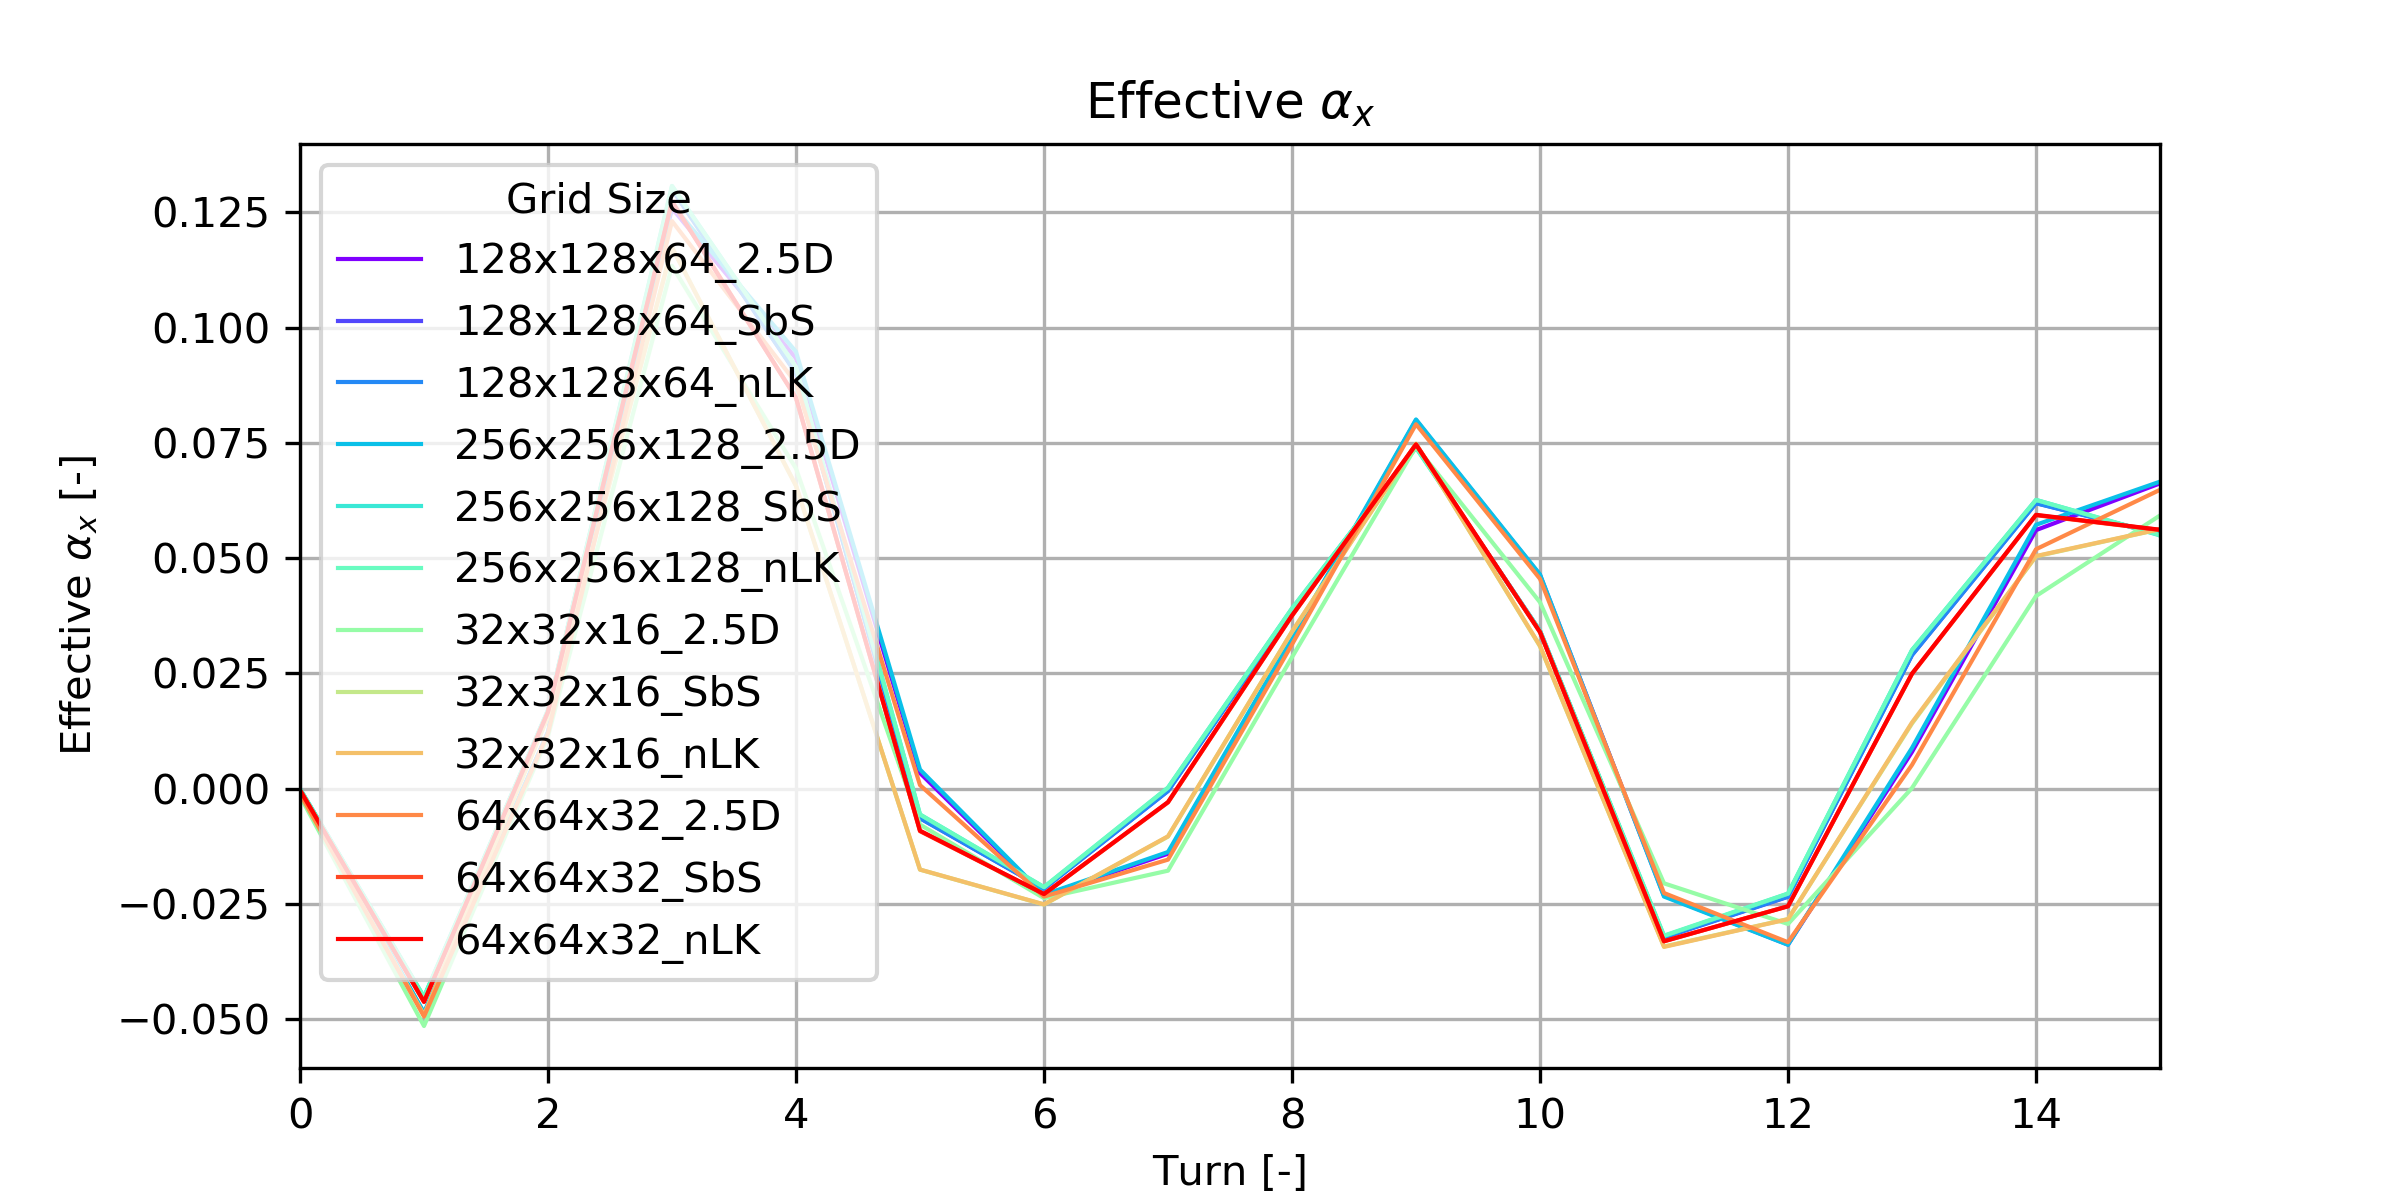 Effective αx
Effective αx [-]
0.125
0.100
0.075
0.050
0.025
0.000
−0.025
−0.050
Grid Size
128x128x64_2.5D
128x128x64_SbS
128x128x64_nLK
256x256x128_2.5D
256x256x128_SbS
256x256x128_nLK
32x32x16_2.5D
32x32x16_SbS
32x32x16_nLK
64x64x32_2.5D
64x64x32_SbS
64x64x32_nLK
0 2 4 6 8 10 12 14
Turn [-]